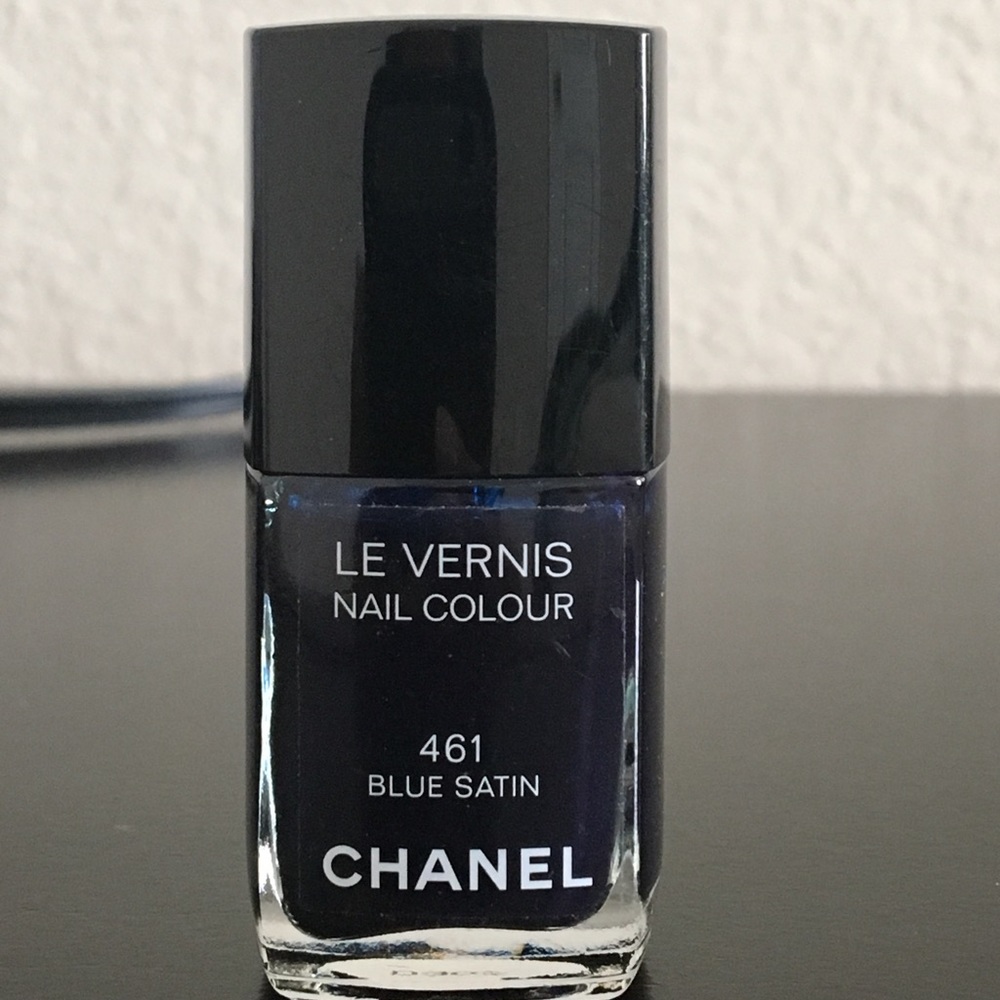 LE VERNIS
NAIL COLOUR
461
BLUE SATIN
CHANEL